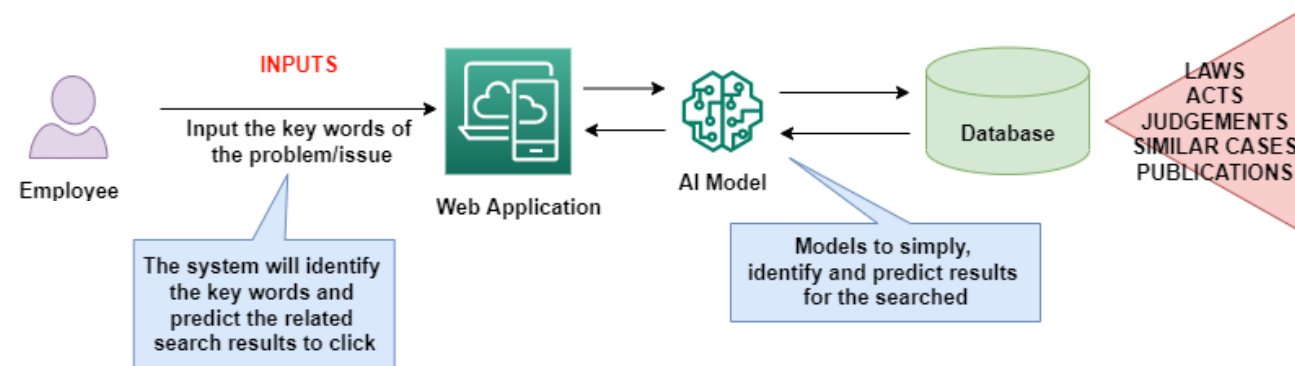 INPUTS
Input the key words of
the problem/issue
Employee
The system will identify
the key words and
predict the related
search results to click
Web Application
AI Model
Models to simply,
identify and predict results
for the searched
Database
LAWS
ACTS
JUDGEMENTS
SIMILAR CASES
PUBLICATIONS